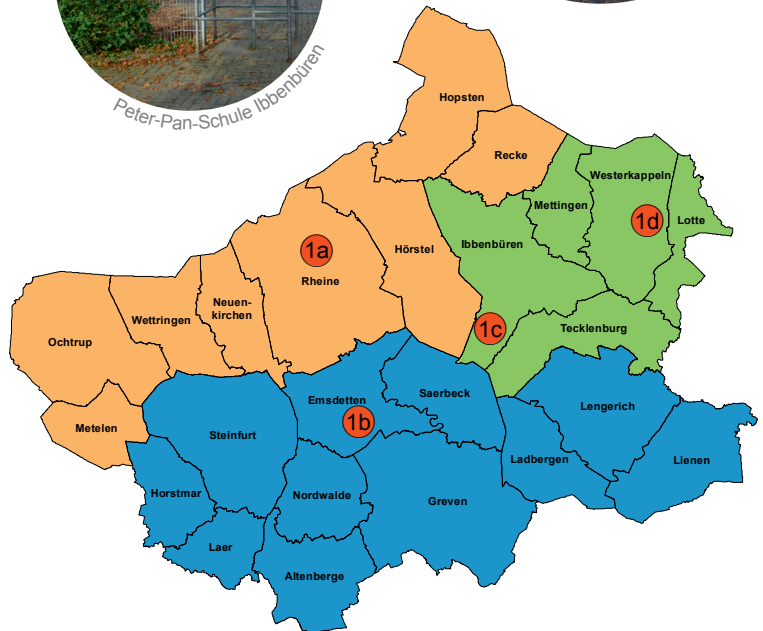 Peter-Pan-Schule Ibbenbüren
Hopsten
Recke
Westerkappeln
Mettingen
1d
Lotte
Ibbenbüren
1a
Hörstel
Rheine
Neuen-
kirchen
Wettringen
1c
Tecklenburg
Ochtrup
Emsdetten
Saerbeck
1b
Lengerich
Metelen
Steinfurt
Ladbergen
Lienen
Horstmar
Nordwalde
Greven
Laer
Altenberge